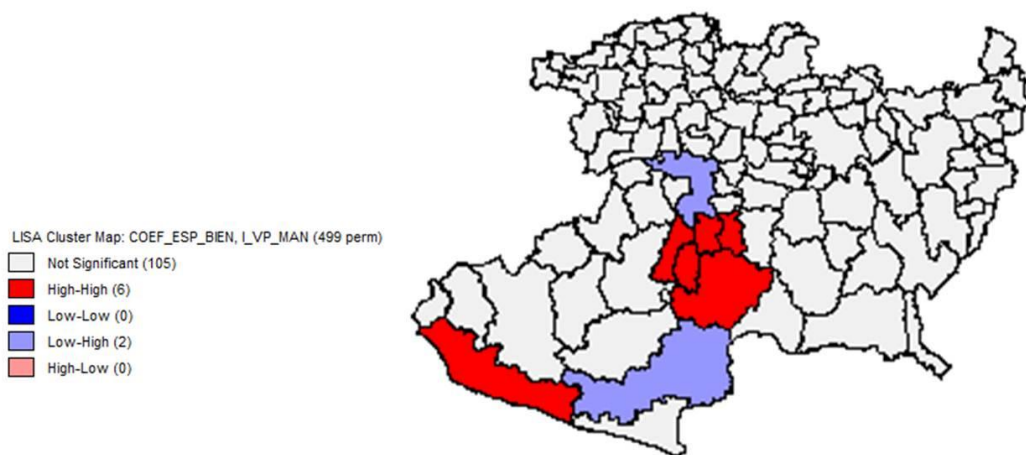 LISA Cluster Map: COEF_ESP_BIEN, I_VP_MAN (499 perm)
Not Significant (105)
High-High (6)
Low-Low (0)
Low-High (2)
High-Low (0)